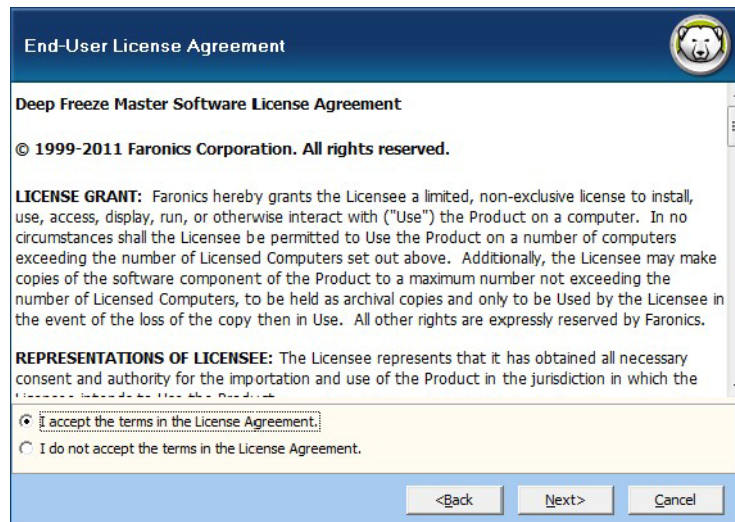 End-User License Agreement
Deep Freeze Master Software License Agreement
© 1999-2011 Faronics Corporation. All rights reserved.
LICENSE GRANT: Faronics hereby grants the Licensee a limited, non-exclusive license to install,
use, access, display, run, or otherwise interact with ("Use") the Product on a computer. In no
circumstances shall the Licensee be permitted to Use the Product on a number of computers
exceeding the number of Licensed Computers set out above. Additionally, the Licensee may make
copies of the software component of the Product to a maximum number not exceeding the
number of Licensed Computers, to be held as archival copies and only to be Used by the Licensee in
the event of the loss of the copy then in Use. All other rights are expressly reserved by Faronics.
REPRESENTATIONS OF LICENSEE: The Licensee represents that it has obtained all necessary
consent and authority for the importation and use of the Product in the jurisdiction in which the
Licensee intends to Use the Product
I accept the terms in the License Agreement.
I do not accept the terms in the License Agreement.
<Back Next> Cancel